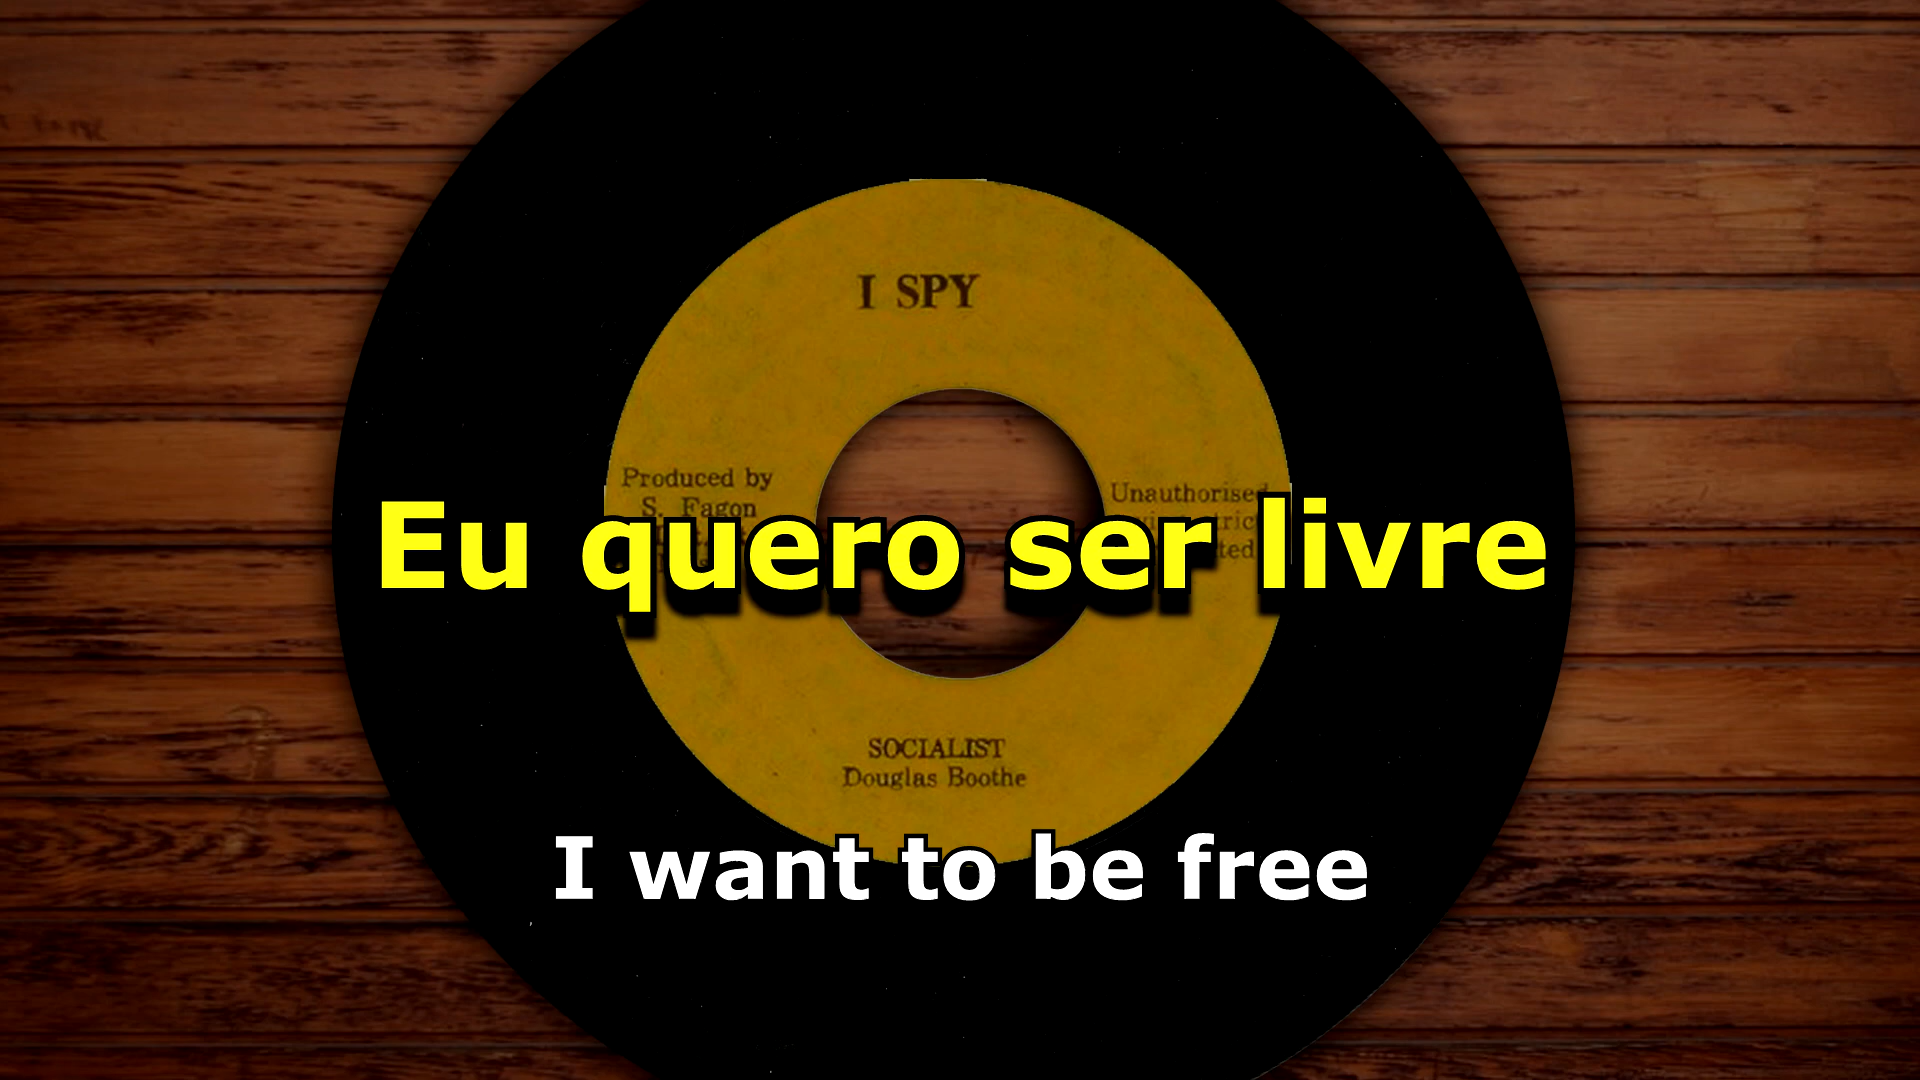 I SPY
Produced by
S. Fagon
Unauthorised
Eu quero ser livre
SOCIALIST
Douglas Boothe
I want to be free